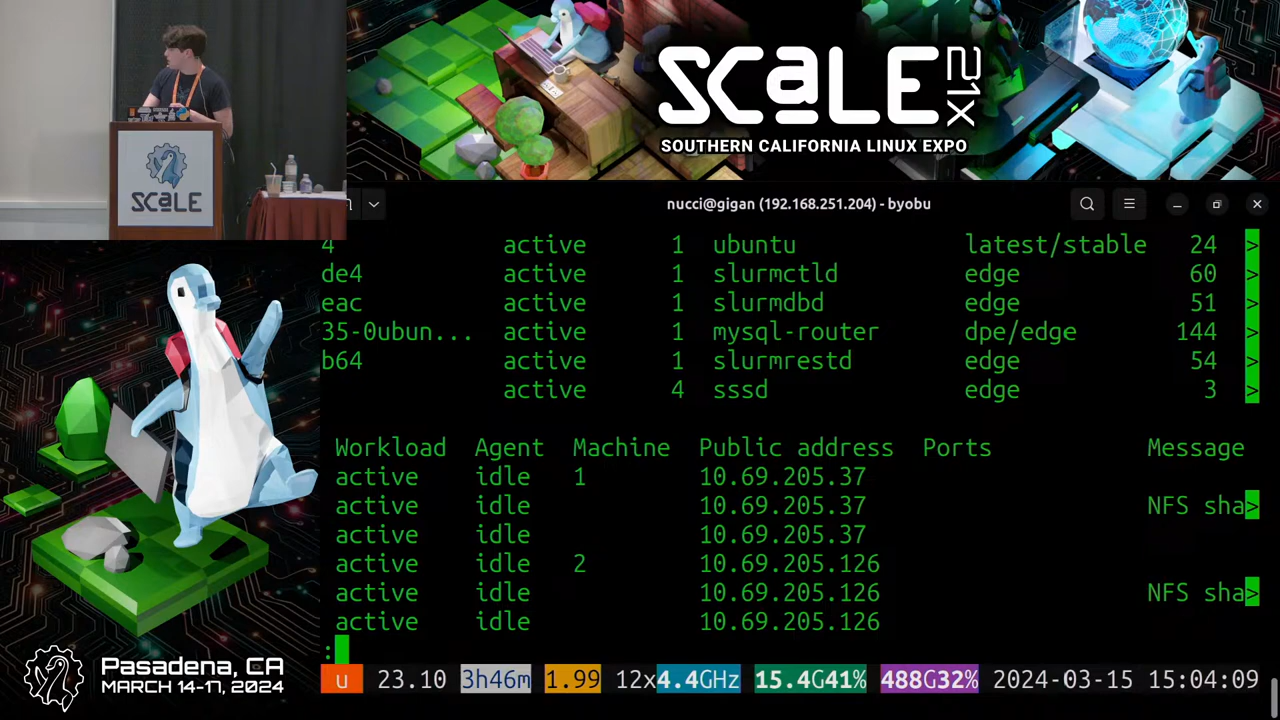 SCaLE 21x
SOUTHERN CALIFORNIA LINUX EXPO
SCaLE
nucci@gigan (192.168.251.204) - byobu
4 active 1 ubuntu latest/stable 24 >
de4 active 1 slurmctld edge 60 >
eac active 1 slurmdbd edge 51 >
35-0ubun... active 1 mysql-router dpe/edge 144 >
b64 active 1 slurmrestd edge 54 >
active 4 sssd edge 3 >
Workload Agent Machine Public address Ports Message
active idle 1 10.69.205.37
active idle 10.69.205.37 NFS sha>
active idle 10.69.205.37
active idle 2 10.69.205.126
active idle 10.69.205.126 NFS sha>
active idle 10.69.205.126
:
u 23.10 3h46m 1.99 12x4.4GHz 15.4G41% 488G32% 2024-03-15 15:04:09
Pasadena, CA
MARCH 14-17, 2024